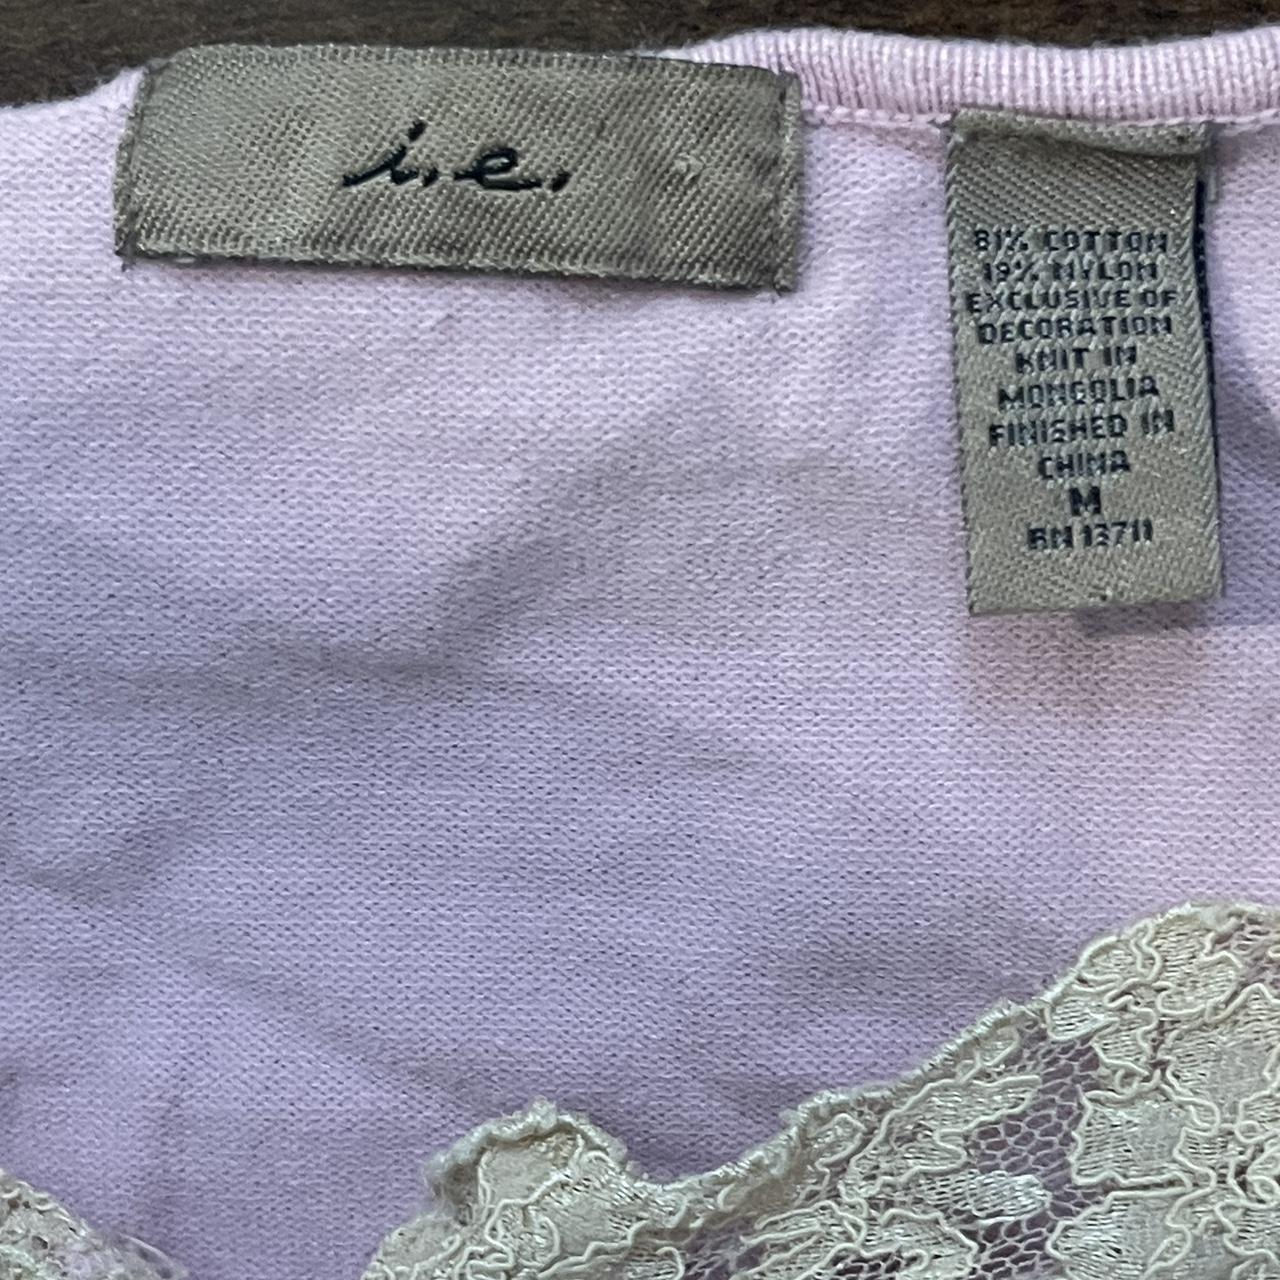 i.e.
81% COTTON
19% NYLON
EXCLUSIVE OF
DECORATION
KNIT IN
MONGOLIA
FINISHED IN
CHINA
M
RN 13711